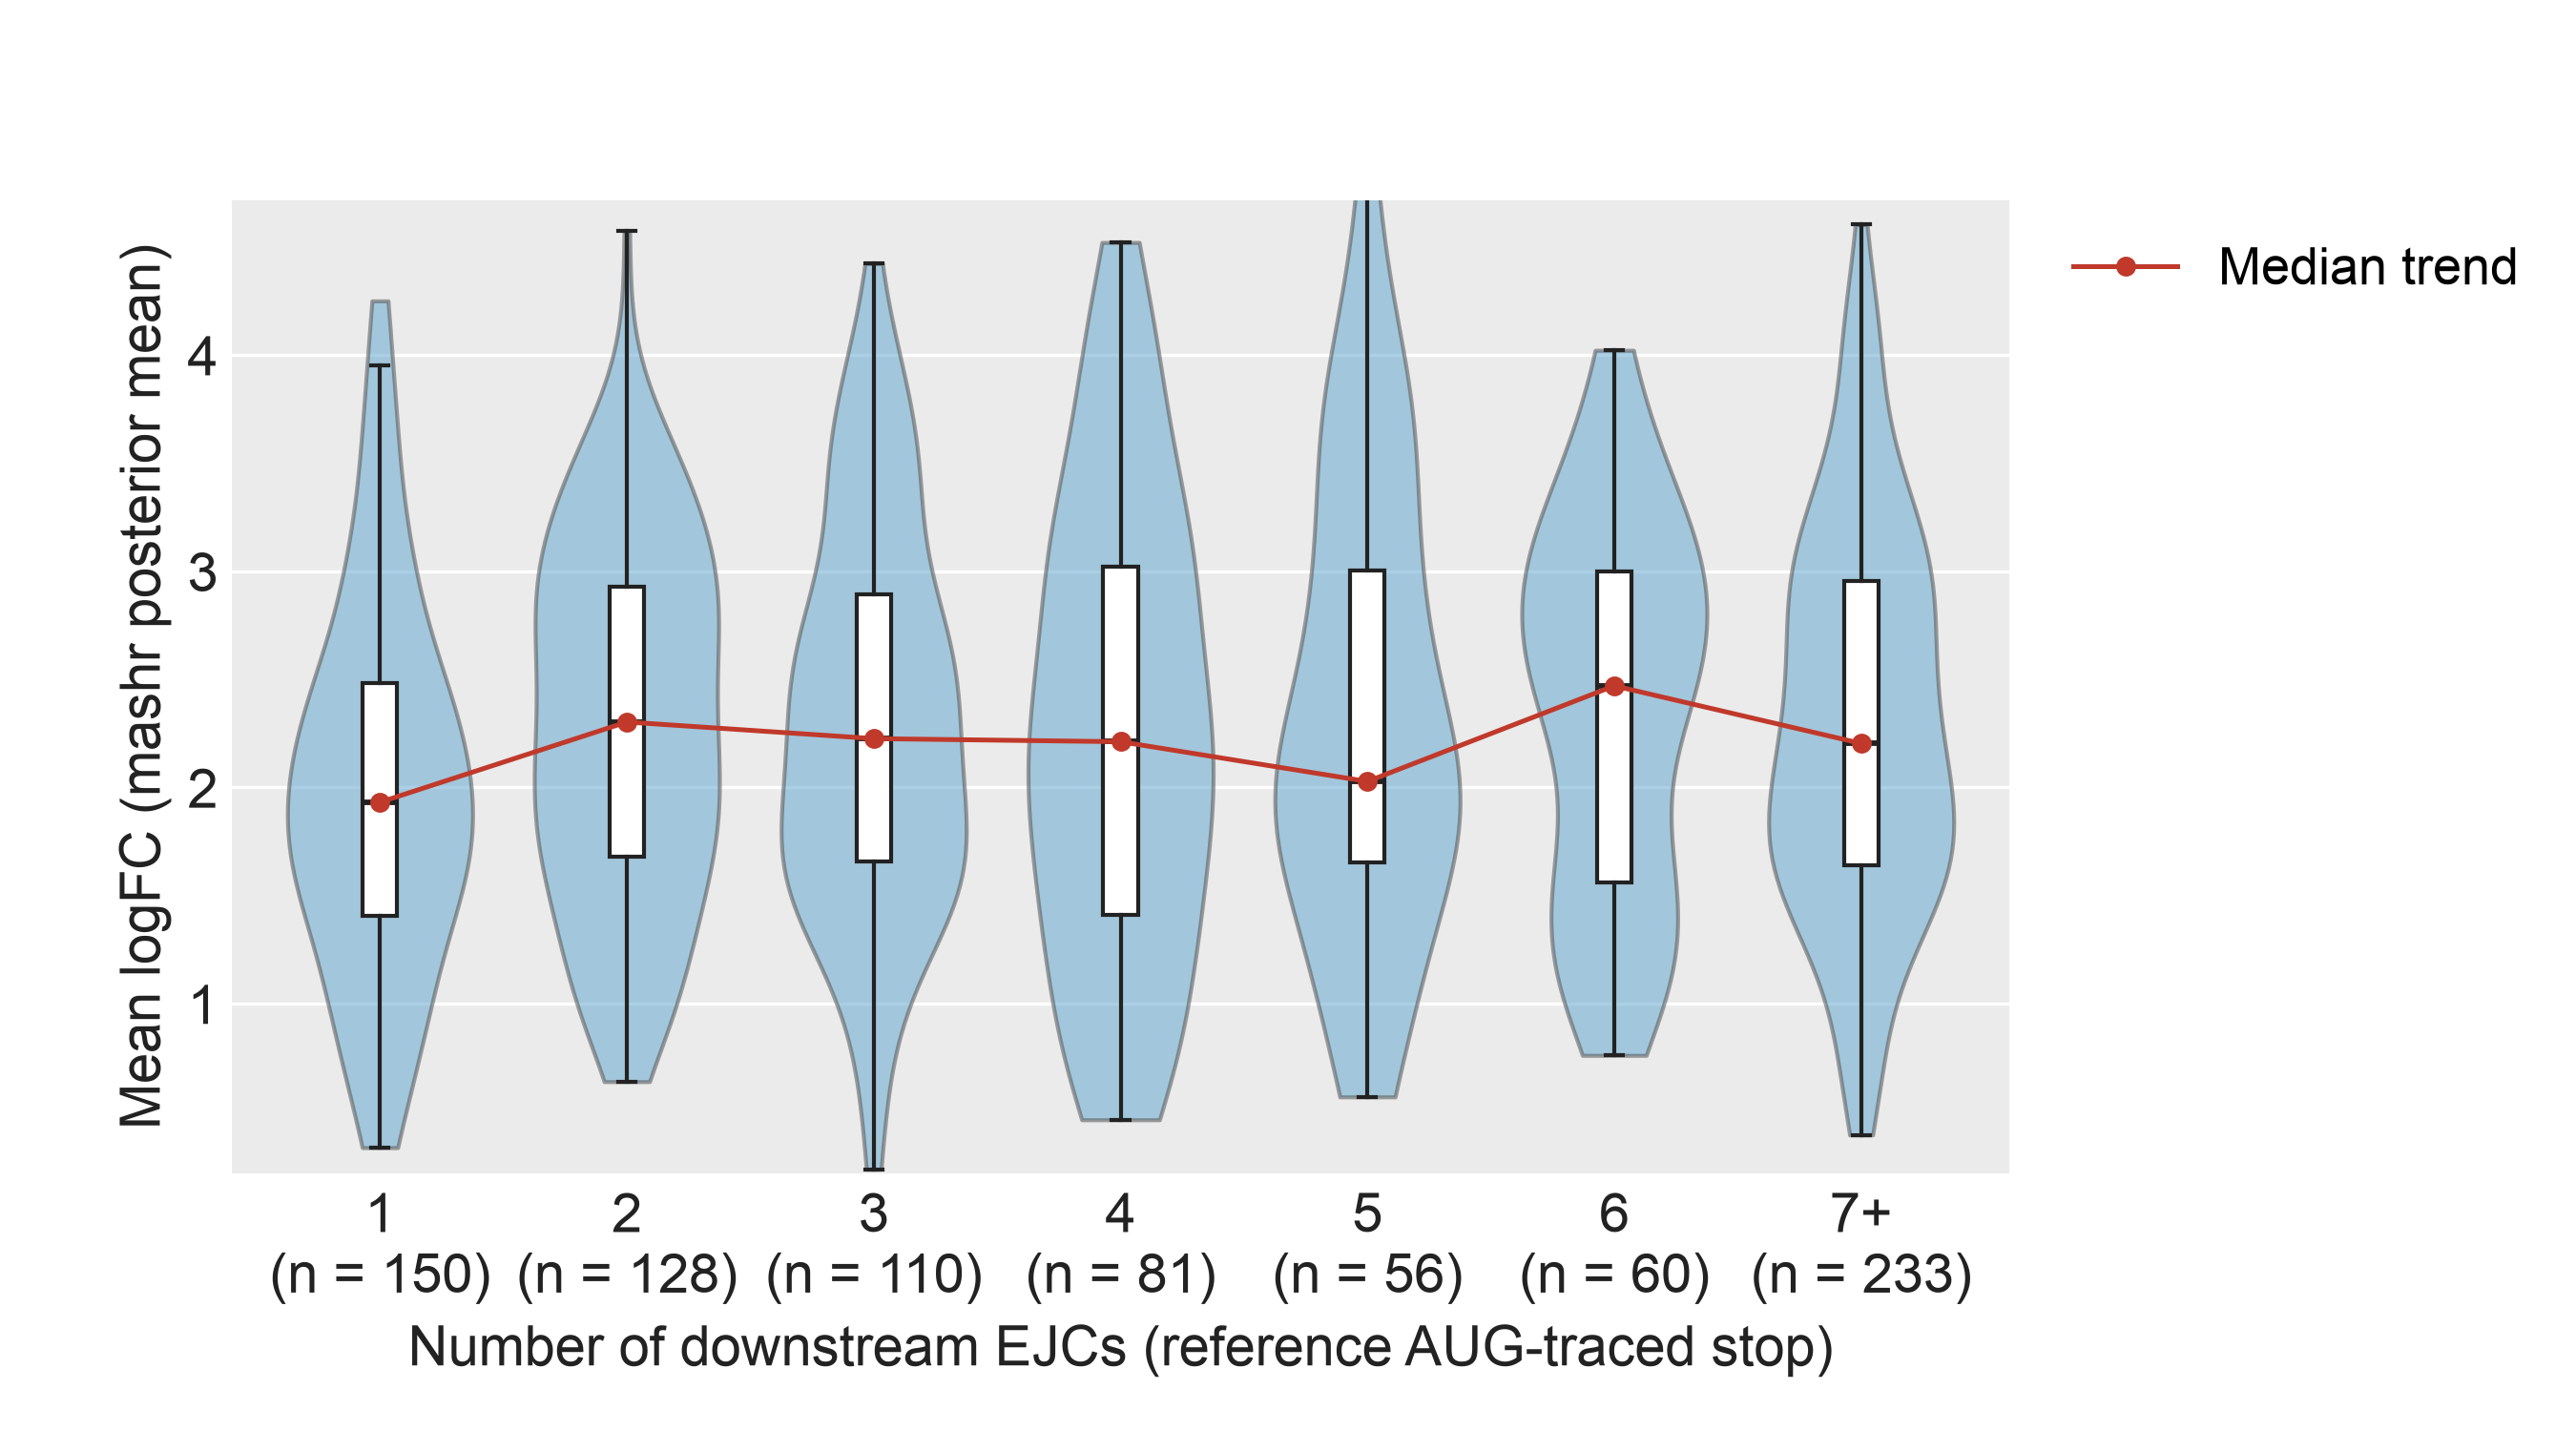 Mean logFC (mashr posterior mean)
4
3
2
1
Median trend
1 2 3 4 5 6 7+
(n = 150) (n = 128) (n = 110) (n = 81) (n = 56) (n = 60) (n = 233)
Number of downstream EJCs (reference AUG-traced stop)